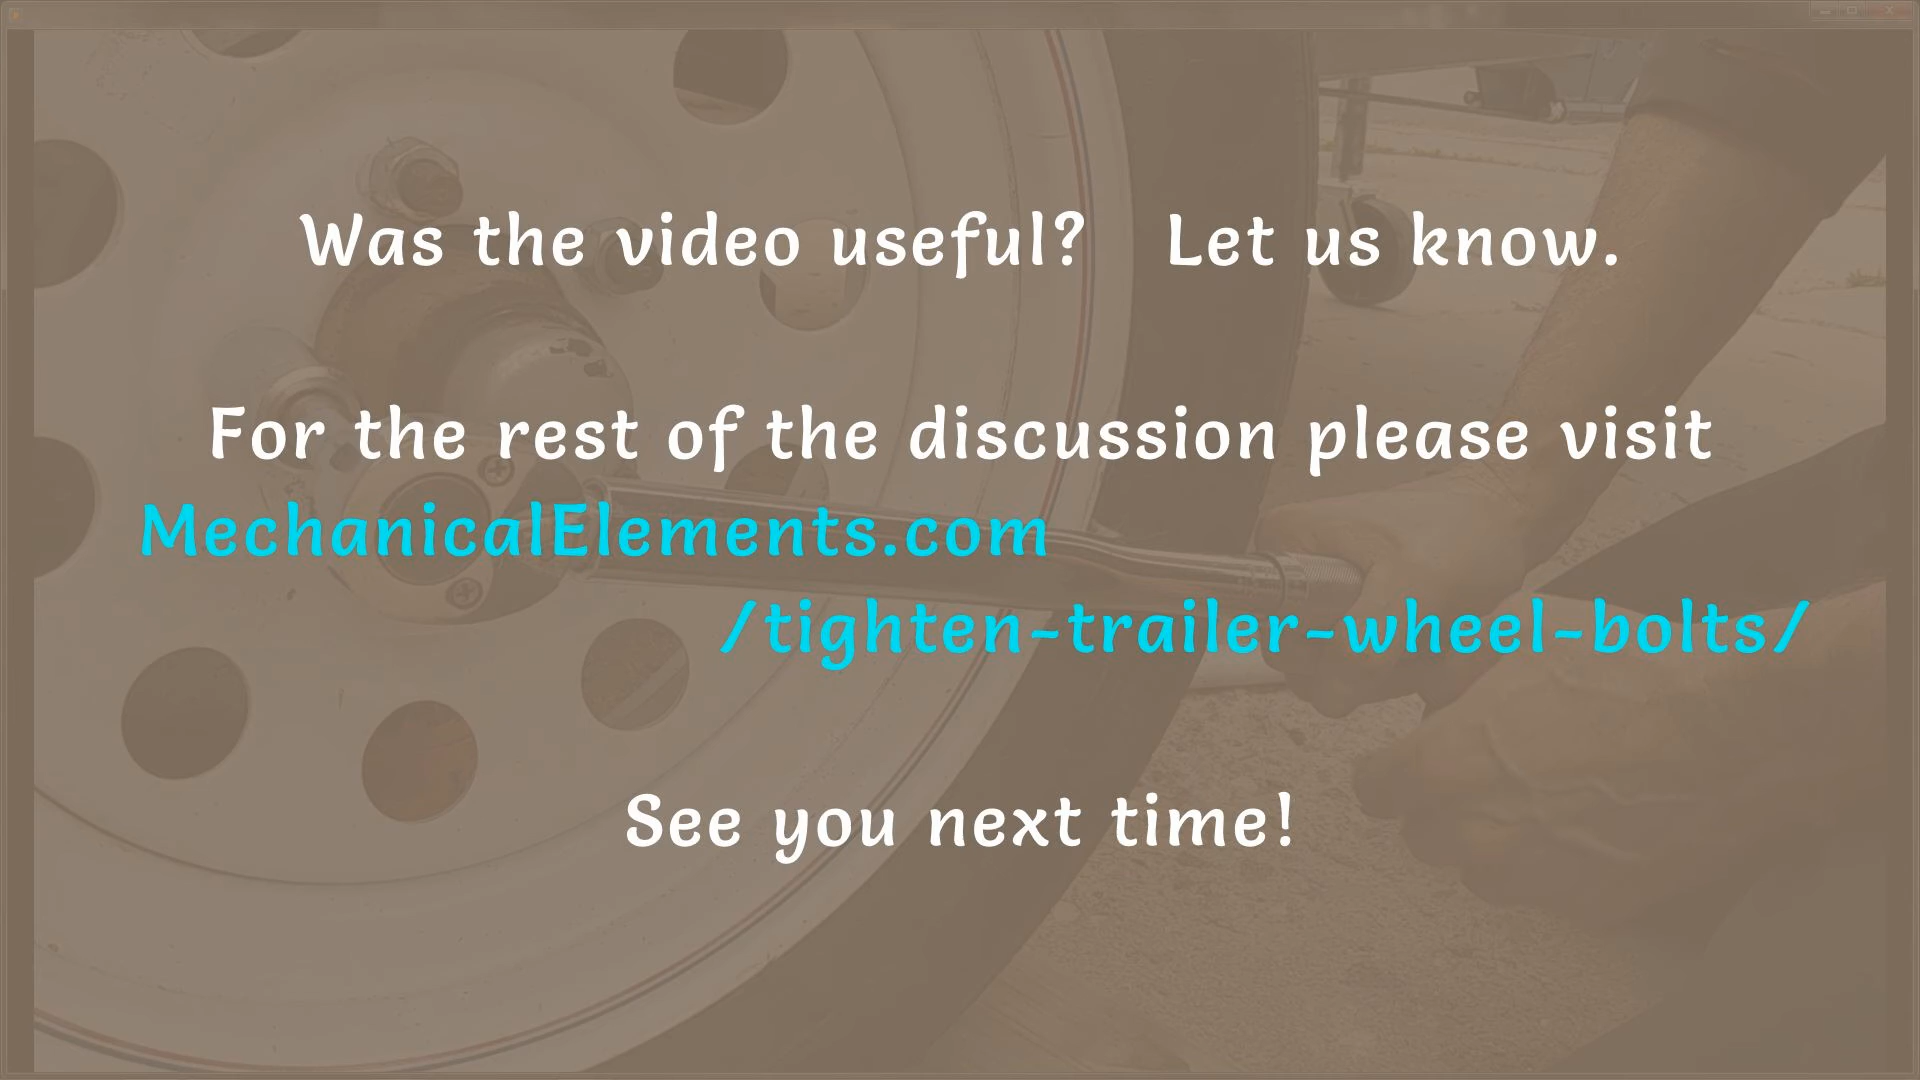 Was the video useful? Let us know.
For the rest of the discussion please visit
MechanicalElements.com
/tighten-trailer-wheel-bolts/
See you next time!